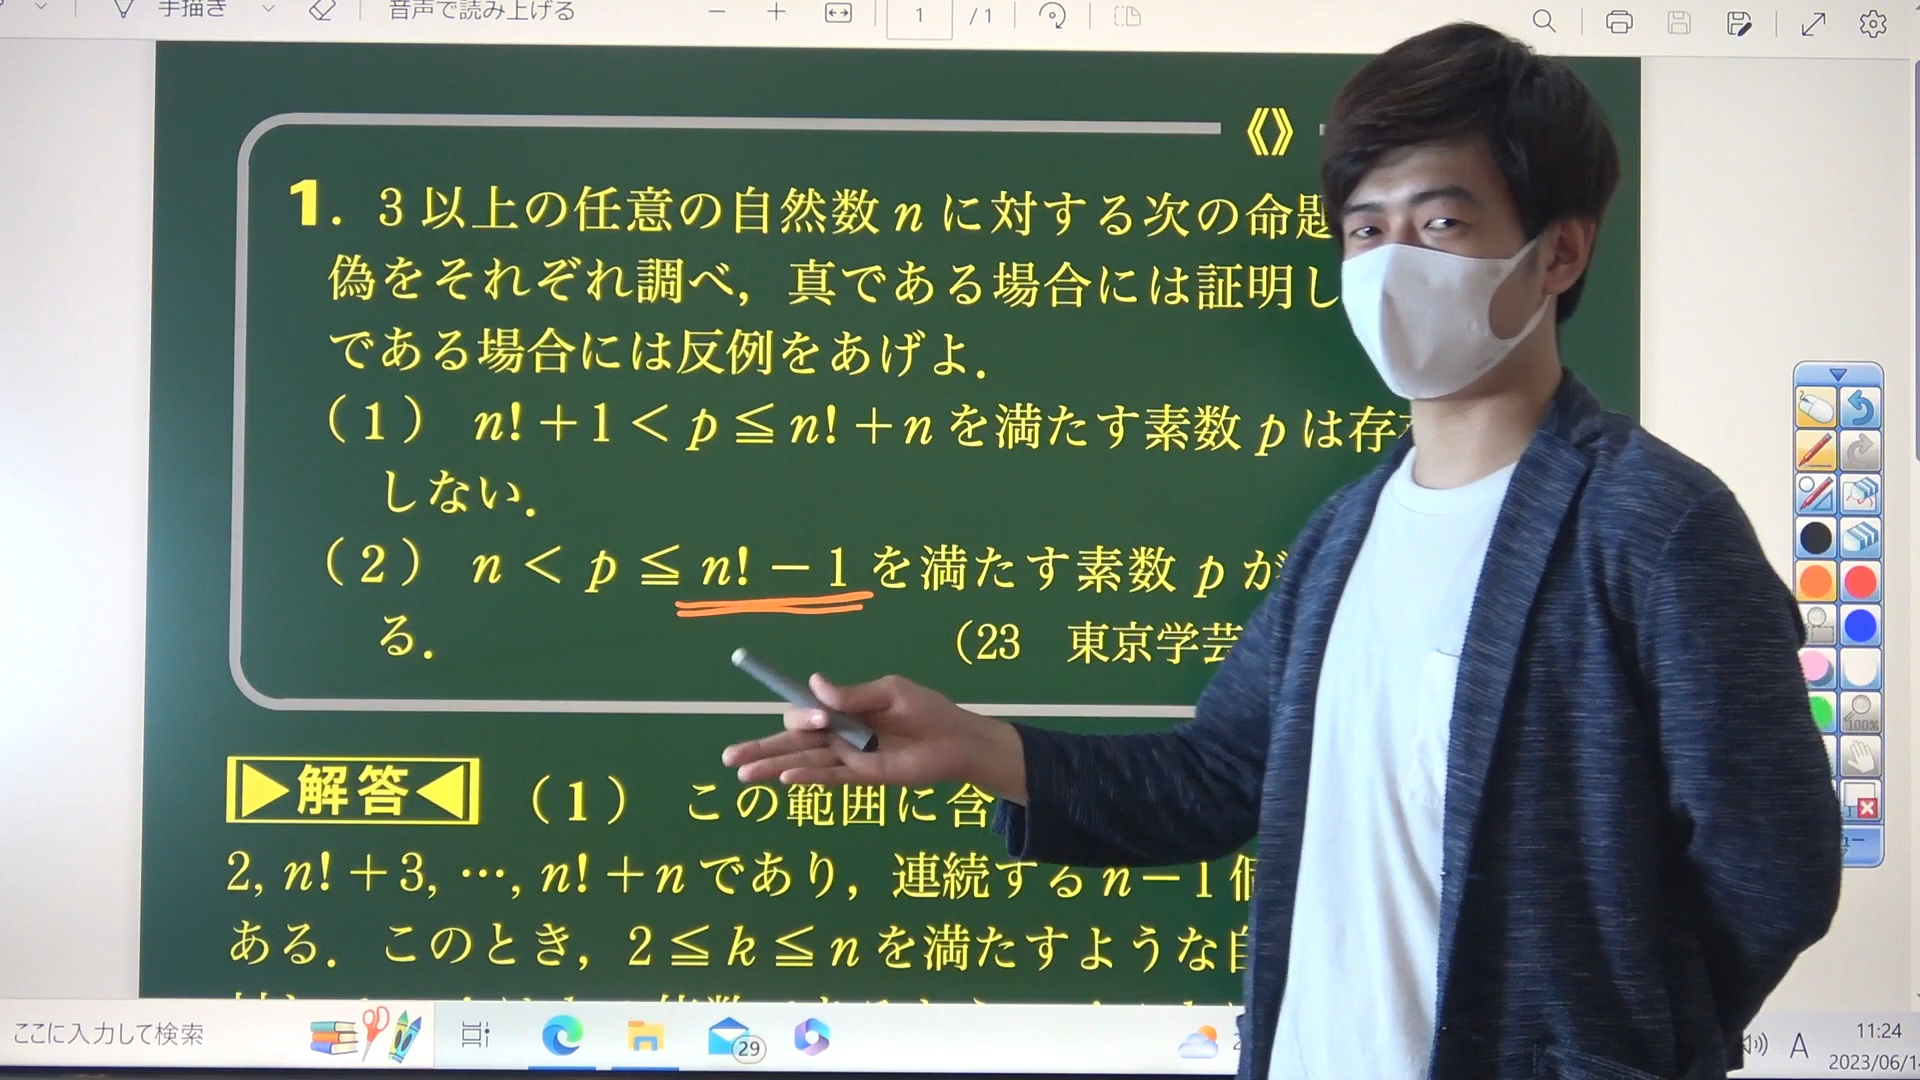 手描き 音声で読み上げる 1 / 1
《》
1. 3 以上の任意の自然数 n に対する次の命題
偽をそれぞれ調べ，真である場合には証明し
である場合には反例をあげよ．
(1) n! + 1 < p ≦ n! + n を満たす素数 p は存
しない．
(2) n < p ≦ n! − 1 を満たす素数 p が
る．
(23 東京学芸
▶解答◀ (1) この範囲に含
2, n! + 3, …, n! + n であり，連続する n − 1 個
ある．このとき，2 ≦ k ≦ n を満たすような自
100%
ここに入力して検索
29
A
11:24
2023/06/1